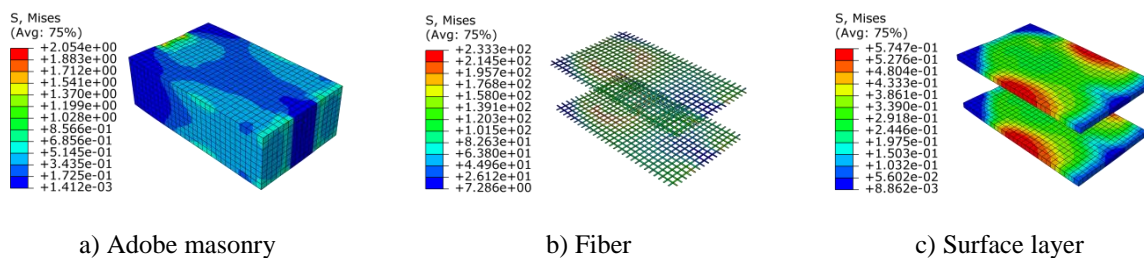 S, Mises
(Avg: 75%)
+2.054e+00
+1.883e+00
+1.712e+00
+1.541e+00
+1.370e+00
+1.199e+00
+1.028e+00
+8.566e-01
+6.856e-01
+5.145e-01
+3.435e-01
+1.725e-01
+1.412e-03
S, Mises
(Avg: 75%)
+2.333e+02
+2.145e+02
+1.957e+02
+1.768e+02
+1.580e+02
+1.391e+02
+1.203e+02
+1.015e+02
+8.263e+01
+6.380e+01
+4.496e+01
+2.612e+01
+7.286e+00
S, Mises
(Avg: 75%)
+5.747e-01
+5.276e-01
+4.804e-01
+4.333e-01
+3.861e-01
+3.390e-01
+2.918e-01
+2.446e-01
+1.975e-01
+1.503e-01
+1.032e-01
+5.602e-02
+8.862e-03
a) Adobe masonry
b) Fiber
c) Surface layer